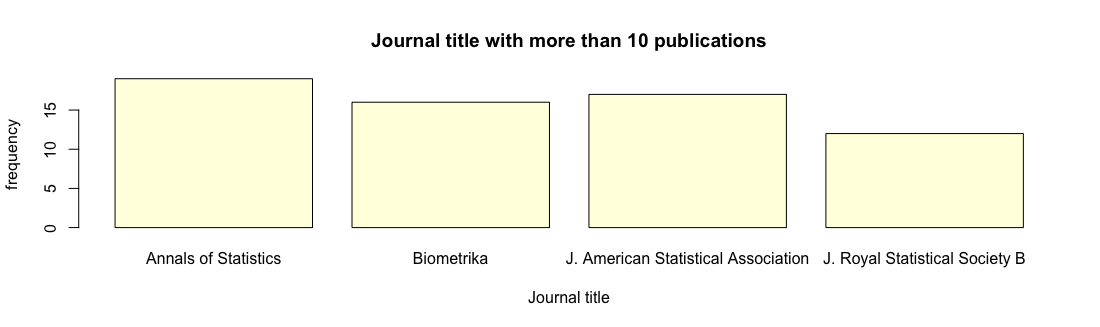 Journal title with more than 10 publications
frequency
15
10
5
0
Annals of Statistics
Biometrika
J. American Statistical Association
J. Royal Statistical Society B
Journal title